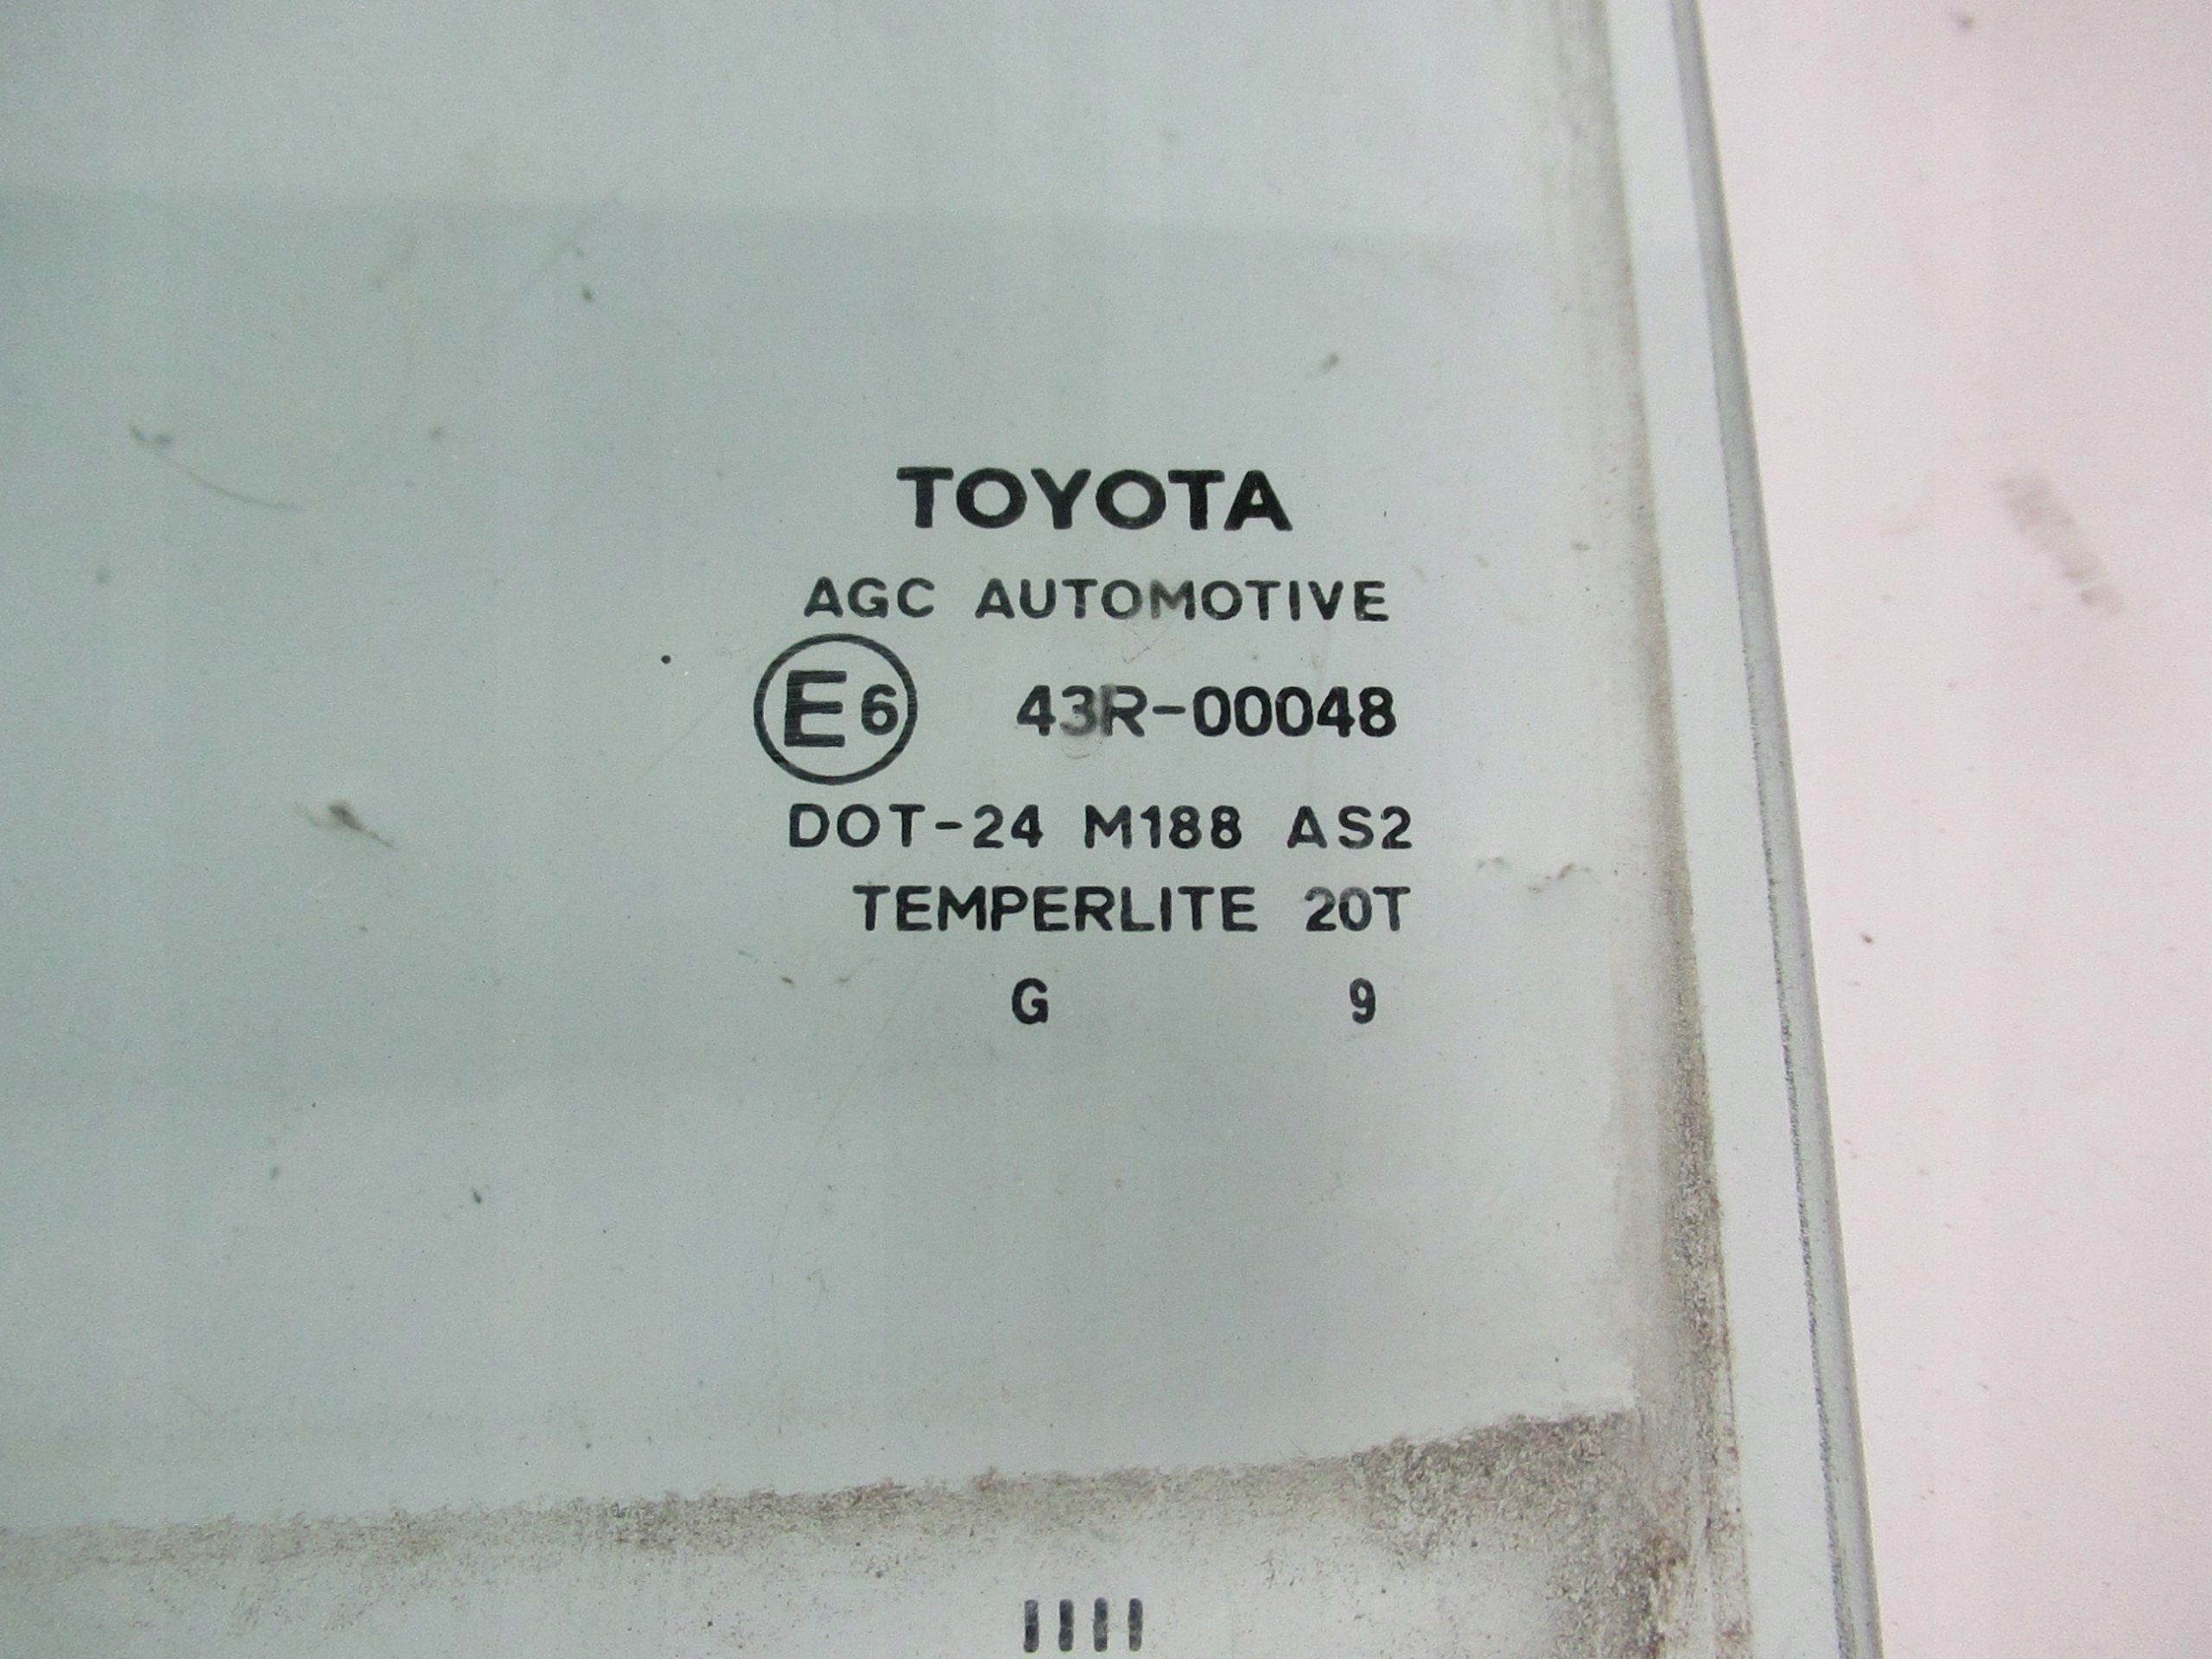 TOYOTA
AGC AUTOMOTIVE
E6 43R-00048
DOT-24 M188 AS2
TEMPERLITE 20T
G 9